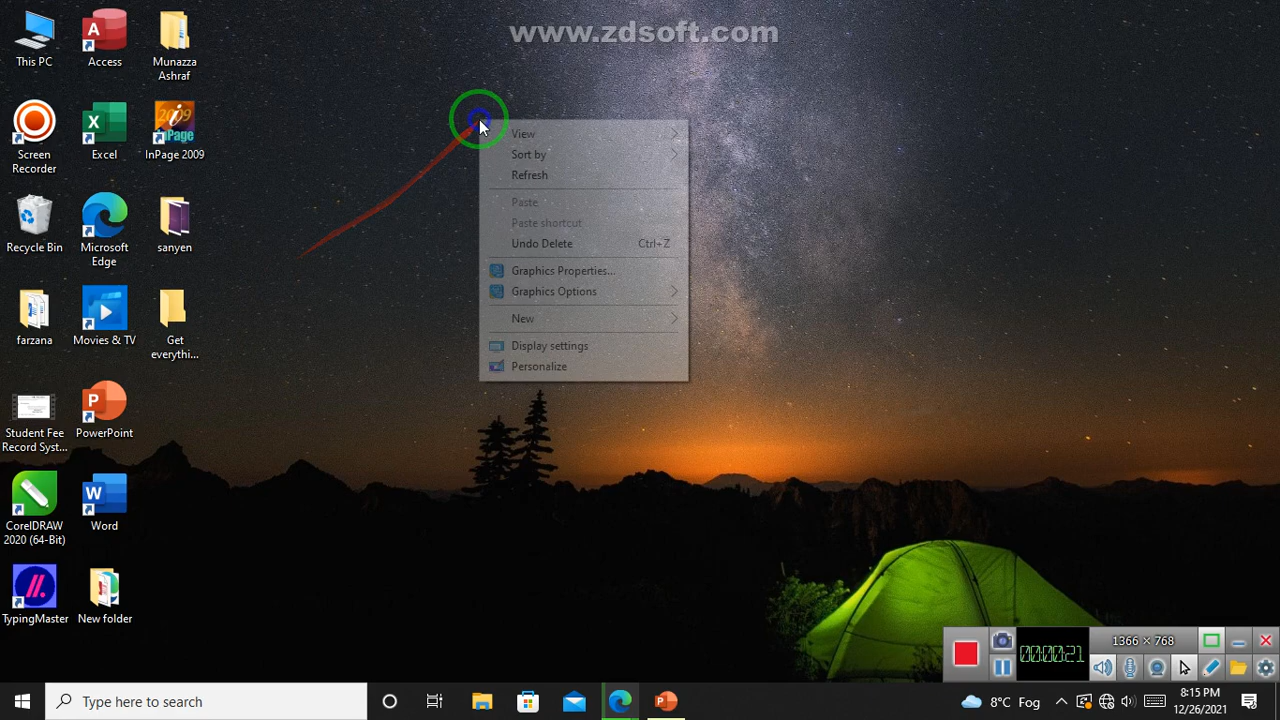 www.zdsoft.com
This PC
Access
Munazza
Ashraf
Screen
Recorder
Excel
2009
InPage
InPage 2009
Recycle Bin
Microsoft
Edge
sanyen
farzana
Movies & TV
Get
everythi...
Student Fee
Record Syst...
PowerPoint
CorelDRAW
2020 (64-Bit)
Word
TypingMaster
New folder
View
Sort by
Refresh
Paste
Paste shortcut
Undo Delete Ctrl+Z
Graphics Properties...
Graphics Options
New
Display settings
Personalize
1366 × 768
00:00:21
Type here to search
8°C Fog
8:15 PM
12/26/2021